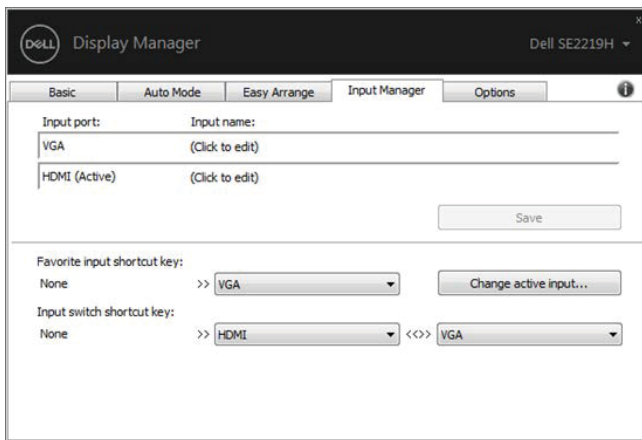 x
DELL Display Manager Dell SE2219H
Basic Auto Mode Easy Arrange Input Manager Options i
Input port: Input name:
VGA (Click to edit)
HDMI (Active) (Click to edit)
Save
Favorite input shortcut key:
None >> VGA Change active input...
Input switch shortcut key:
None >> HDMI <<>> VGA